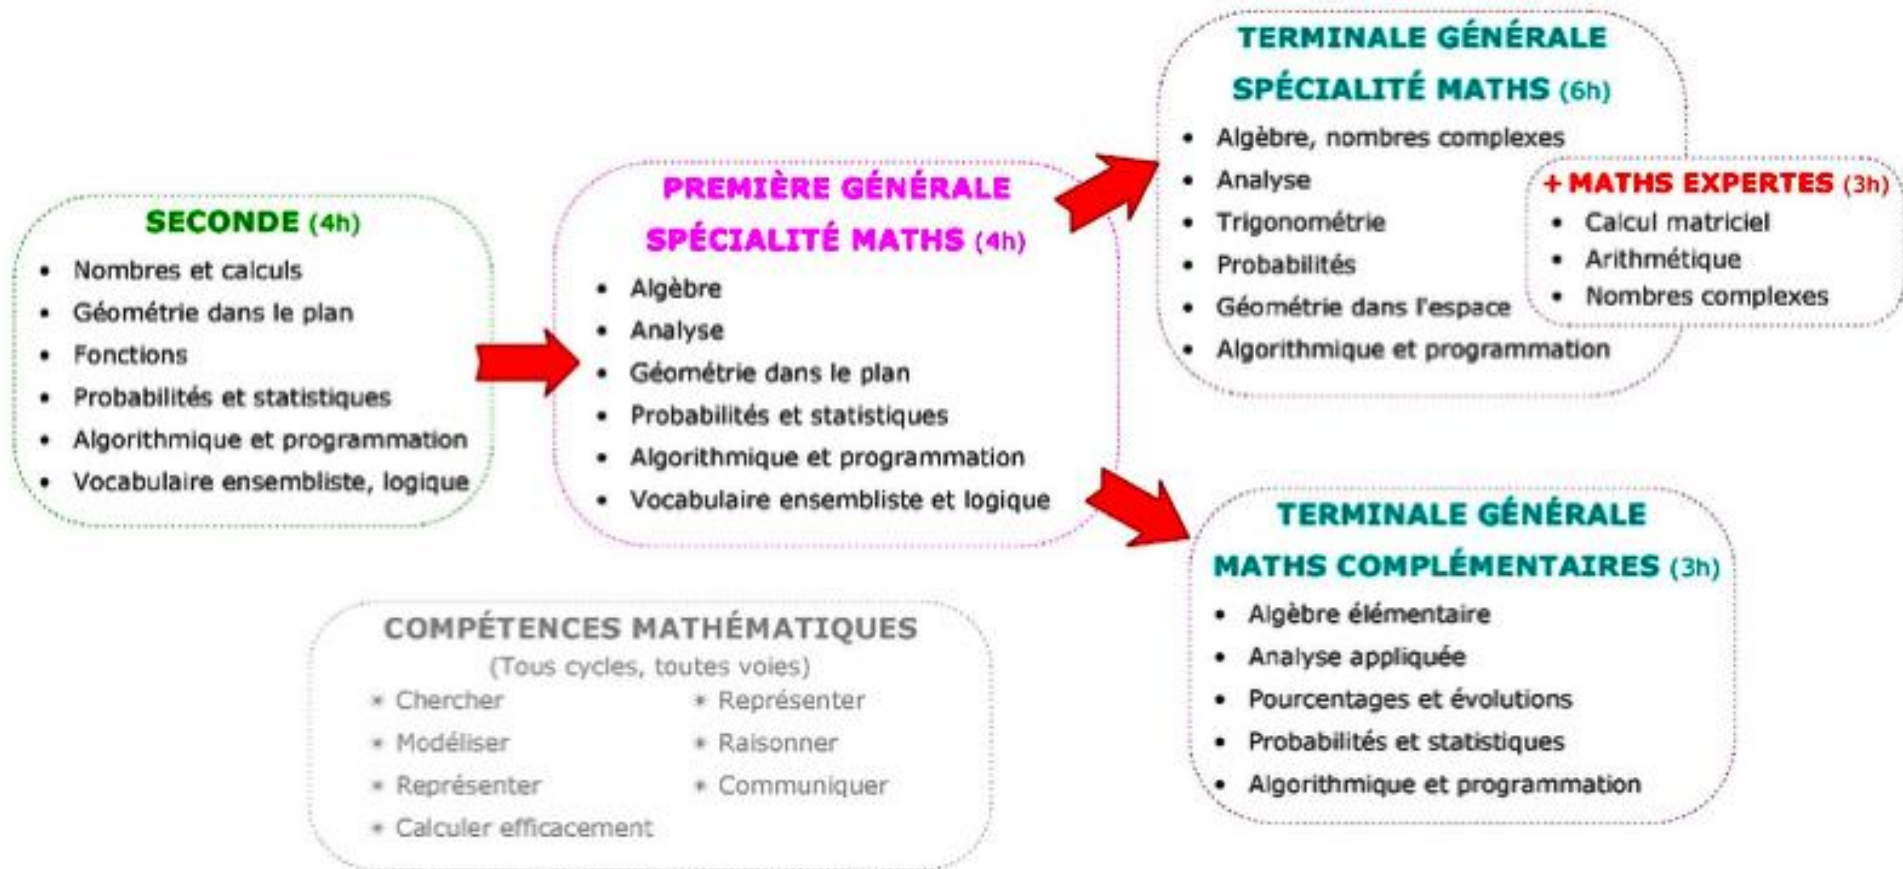 SECONDE (4h)
• Nombres et calculs
• Géométrie dans le plan
• Fonctions
• Probabilités et statistiques
• Algorithmique et programmation
• Vocabulaire ensembliste, logique
PREMIÈRE GÉNÉRALE
SPÉCIALITÉ MATHS (4h)
• Algèbre
• Analyse
• Géométrie dans le plan
• Probabilités et statistiques
• Algorithmique et programmation
• Vocabulaire ensembliste et logique
TERMINALE GÉNÉRALE
SPÉCIALITÉ MATHS (6h)
• Algèbre, nombres complexes
• Analyse
• Trigonométrie
• Probabilités
• Géométrie dans l'espace
• Algorithmique et programmation
+ MATHS EXPERTES (3h)
• Calcul matriciel
• Arithmétique
• Nombres complexes
TERMINALE GÉNÉRALE
MATHS COMPLÉMENTAIRES (3h)
• Algèbre élémentaire
• Analyse appliquée
• Pourcentages et évolutions
• Probabilités et statistiques
• Algorithmique et programmation
COMPÉTENCES MATHÉMATIQUES
(Tous cycles, toutes voies)
* Chercher
* Modéliser
* Représenter
* Calculer efficacement
* Représenter
* Raisonner
* Communiquer